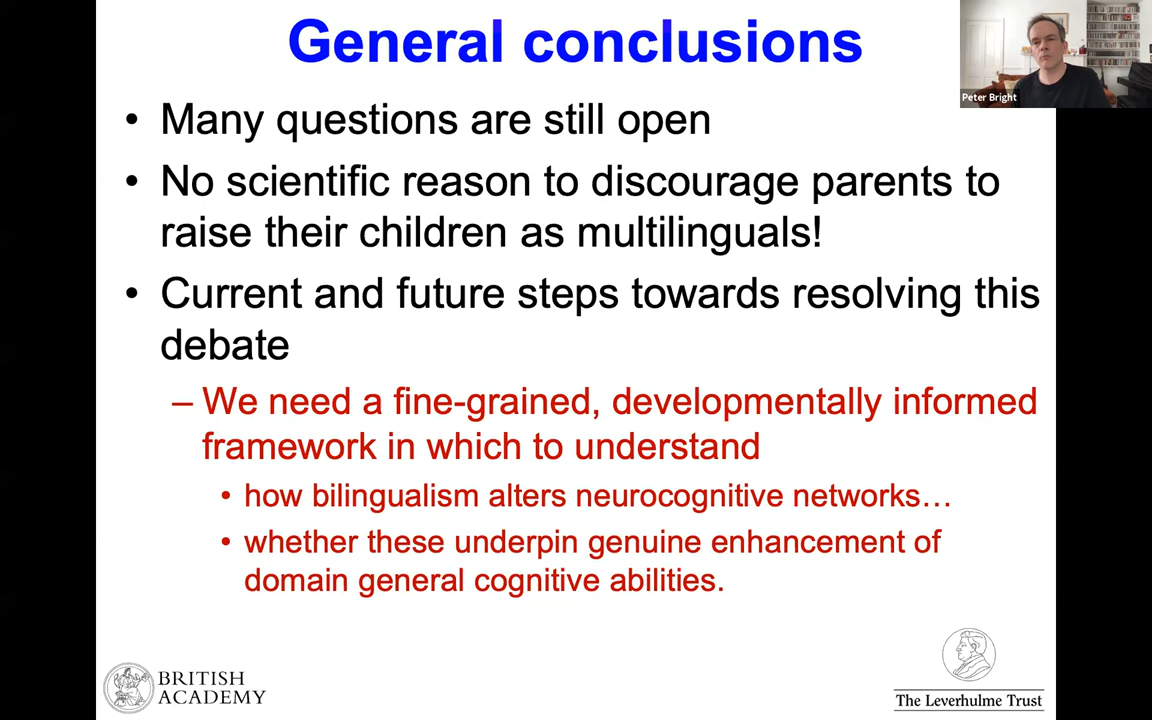 General conclusions
Peter Bright
• Many questions are still open
• No scientific reason to discourage parents to
raise their children as multilinguals!
• Current and future steps towards resolving this
debate
– We need a fine-grained, developmentally informed
framework in which to understand
• how bilingualism alters neurocognitive networks…
• whether these underpin genuine enhancement of
domain general cognitive abilities.
BRITISH
ACADEMY
The Leverhulme Trust